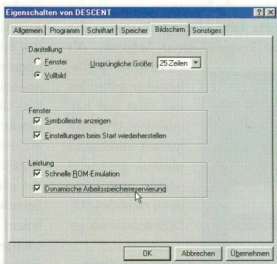 Eigenschaften von DESCENT
Allgemein Programm Schriftart Speicher Bildschirm Sonstiges
Darstellung
Fenster Ursprüngliche Größe: 25 Zeilen
Vollbild
Fenster
Symbolleiste anzeigen
Einstellungen beim Start wiederherstellen
Leistung
Schnelle ROM-Emulation
Dynamische Arbeitsspeicherreservierung
OK Abbrechen Übernehmen